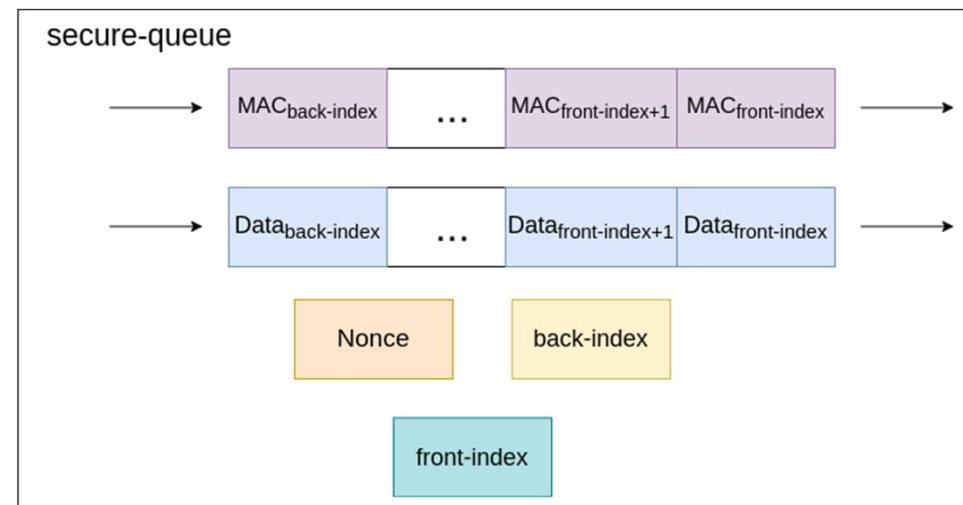 secure-queue
MACback-index ... MACfront-index+1 MACfront-index
Databack-index ... Datafront-index+1 Datafront-index
Nonce back-index
front-index